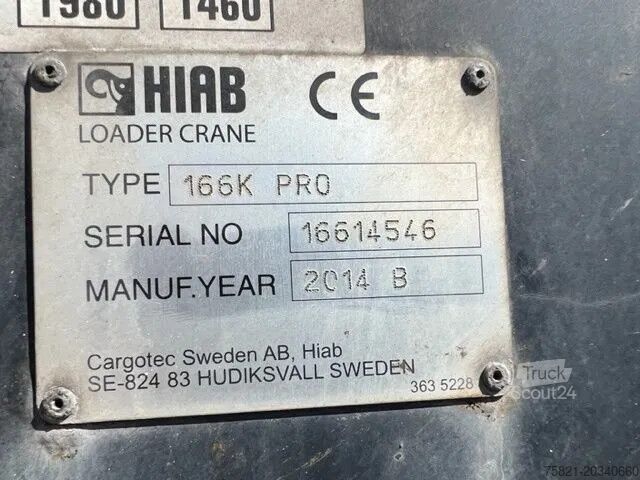 1980 1460
HIAB CE
LOADER CRANE
TYPE 166K PRO
SERIAL NO 16614546
MANUF.YEAR 2014 B
Cargotec Sweden AB, Hiab
SE-824 83 HUDIKSVALL SWEDEN
363 5228
Truck
Scout24
75821-20340660